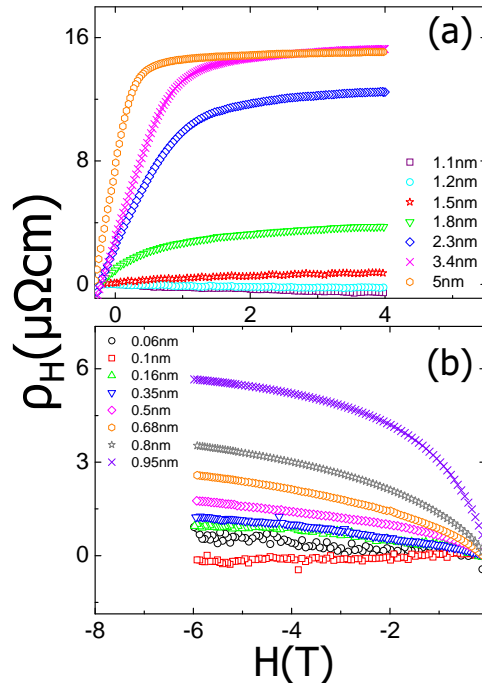 (a)
16
8
0
1.1nm
1.2nm
1.5nm
1.8nm
2.3nm
3.4nm
5nm
0 2 4
ρH(μΩcm)
(b)
6
3
0
0.06nm
0.1nm
0.16nm
0.35nm
0.5nm
0.68nm
0.8nm
0.95nm
-8 -6 -4 -2
H(T)